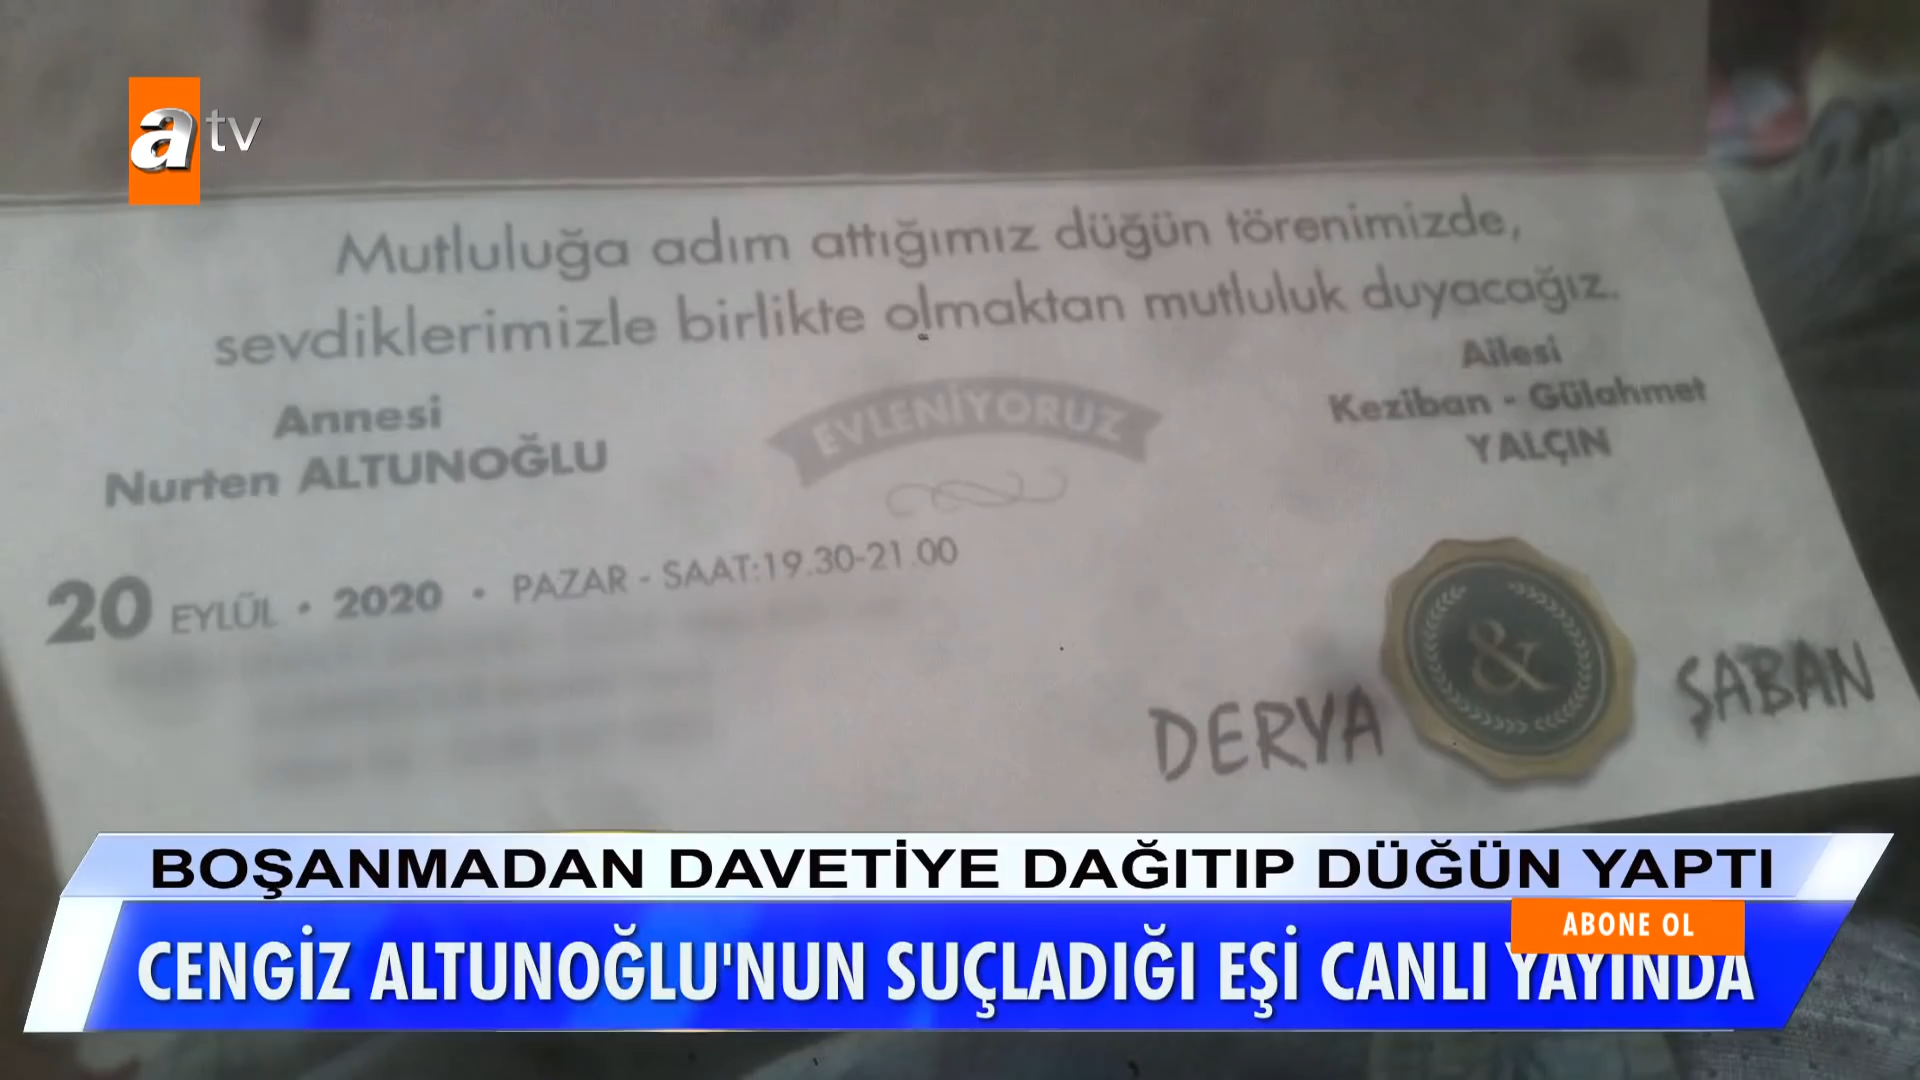 a tv
Mutluluğa adım attığımız düğün törenimizde,
sevdiklerimizle birlikte olmaktan mutluluk duyacağız.
Annesi
Nurten ALTUNOĞLU
EVLENİYORUZ
Ailesi
Keziban - Gülahmet
YALÇIN
20 EYLÜL • 2020 • PAZAR - SAAT:19.30-21.00
DERYA & ŞABAN
BOŞANMADAN DAVETİYE DAĞITIP DÜĞÜN YAPTI
ABONE OL
CENGİZ ALTUNOĞLU'NUN SUÇLADIĞI EŞİ CANLI YAYINDA